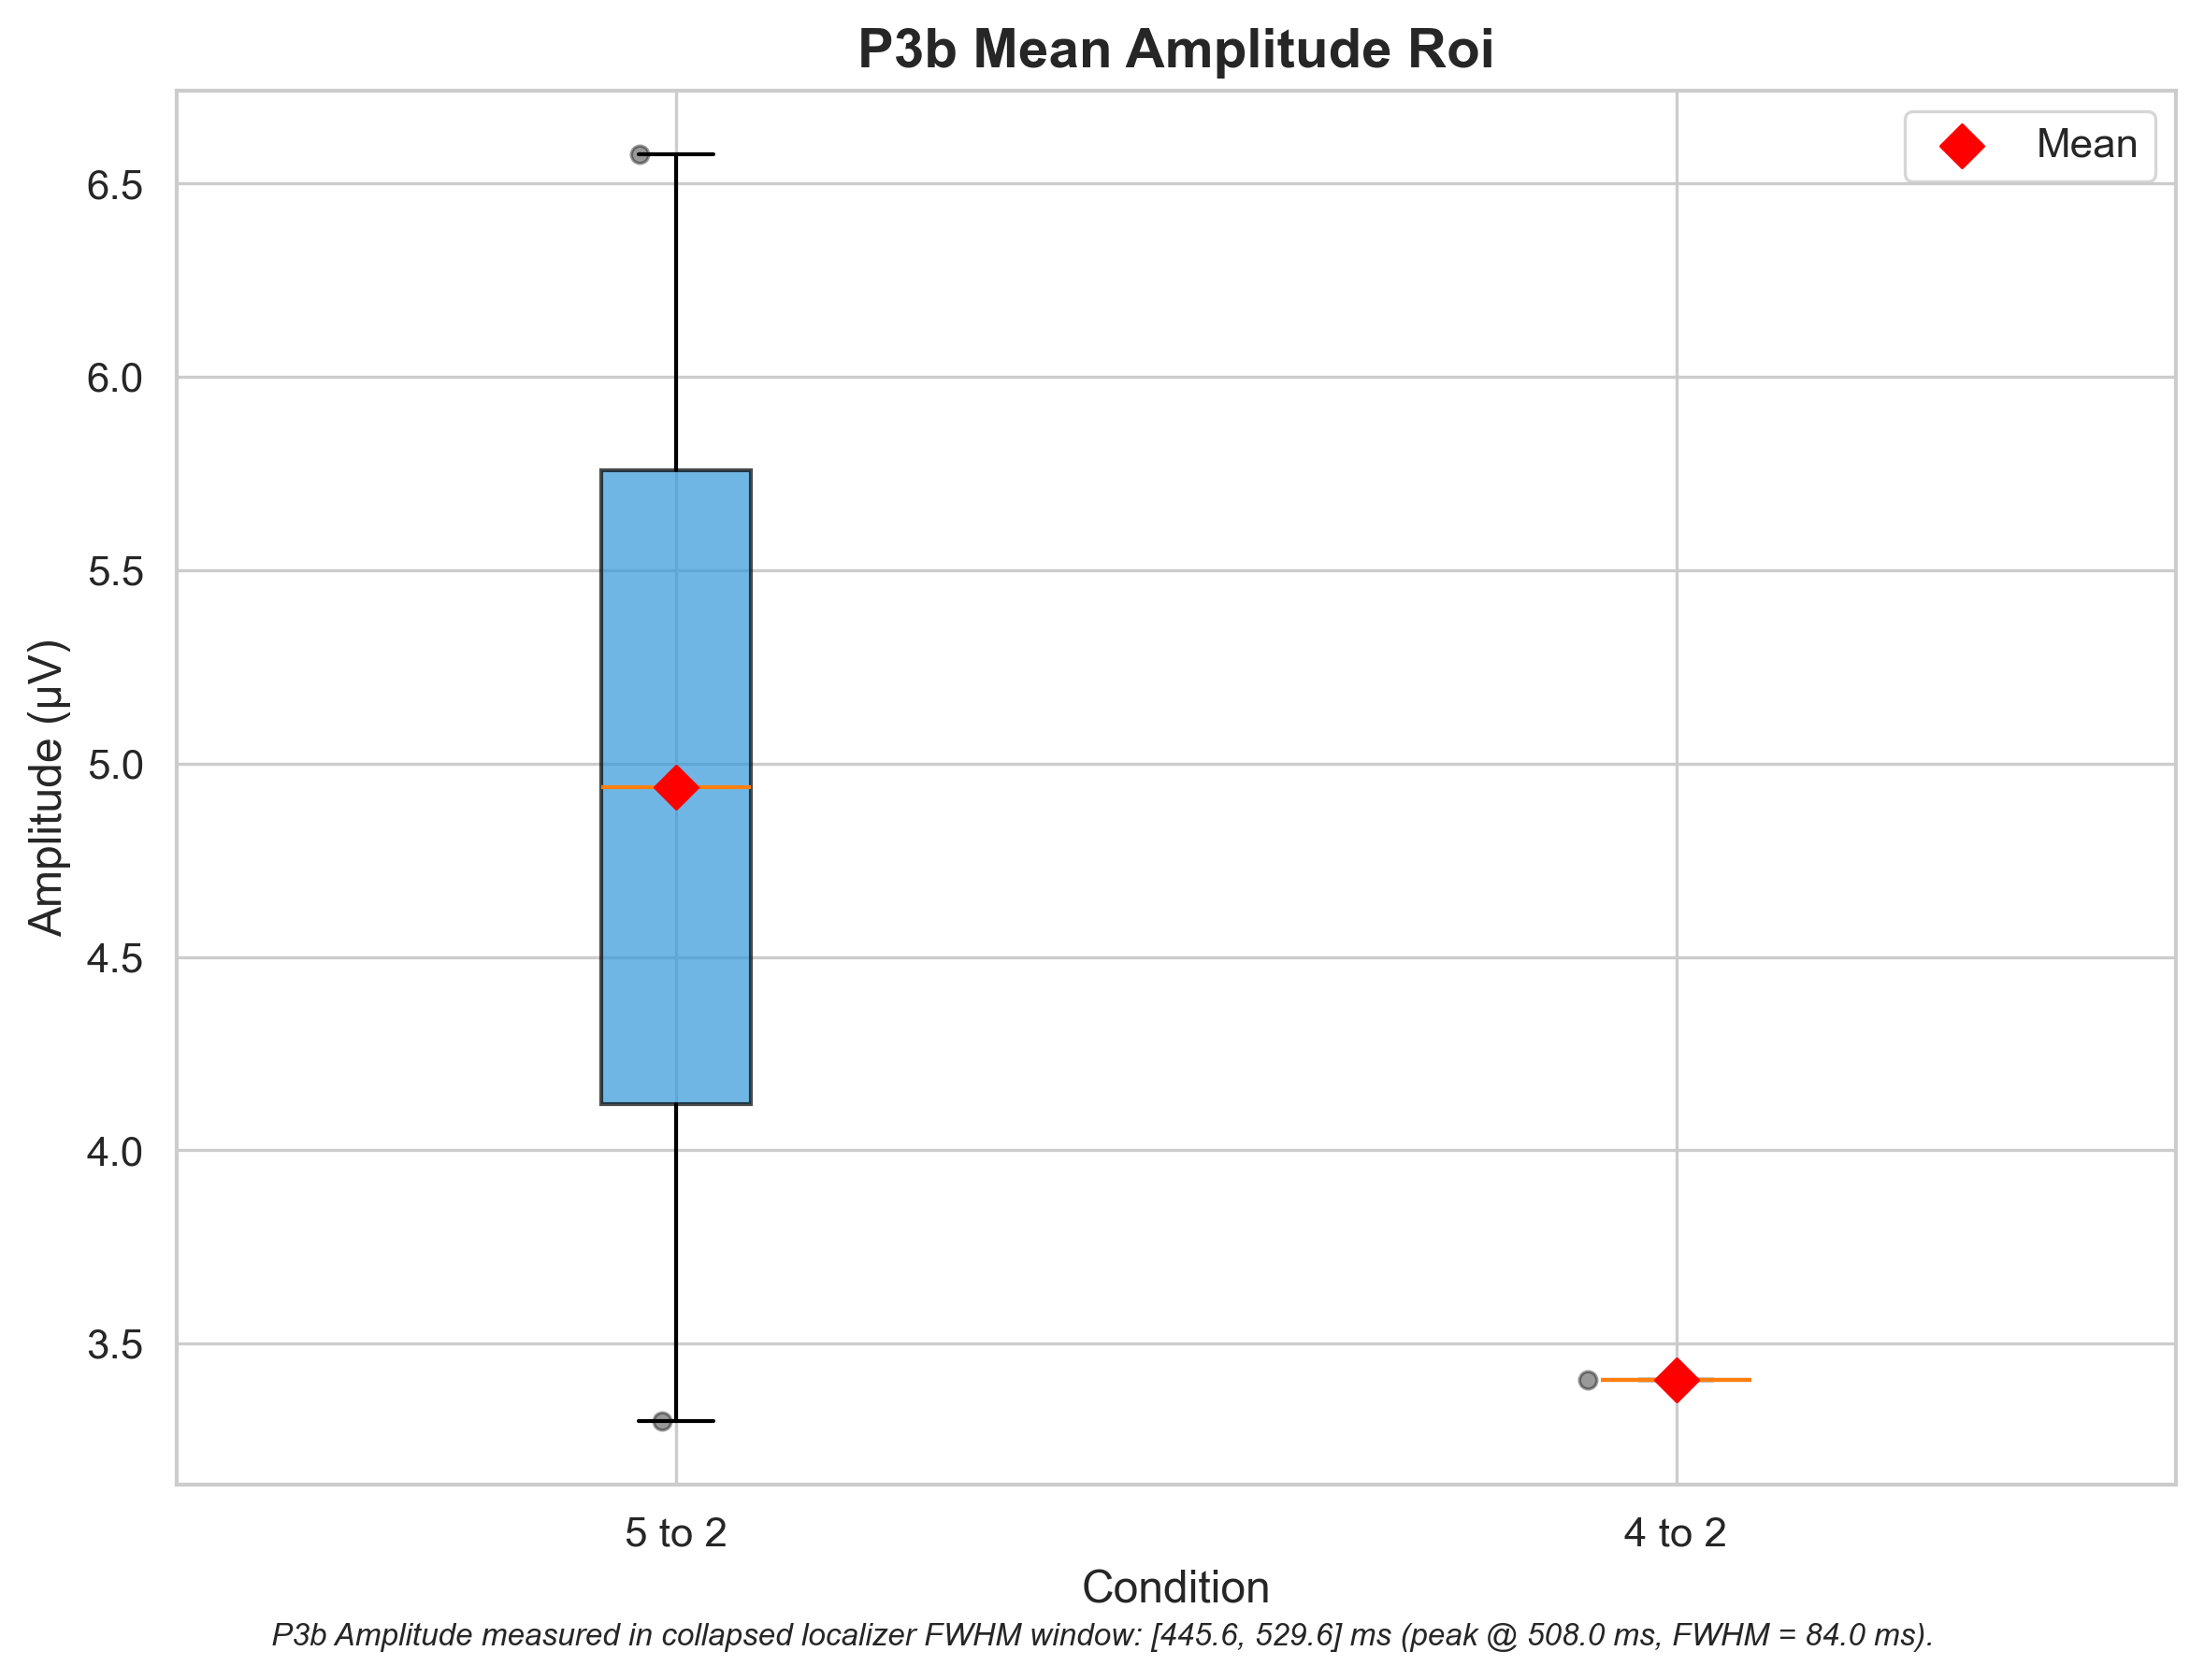 P3b Mean Amplitude Roi
Mean
6.5
6.0
5.5
5.0
4.5
4.0
3.5
Amplitude (µV)
5 to 2
4 to 2
Condition
P3b Amplitude measured in collapsed localizer FWHM window: [445.6, 529.6] ms (peak @ 508.0 ms, FWHM = 84.0 ms).